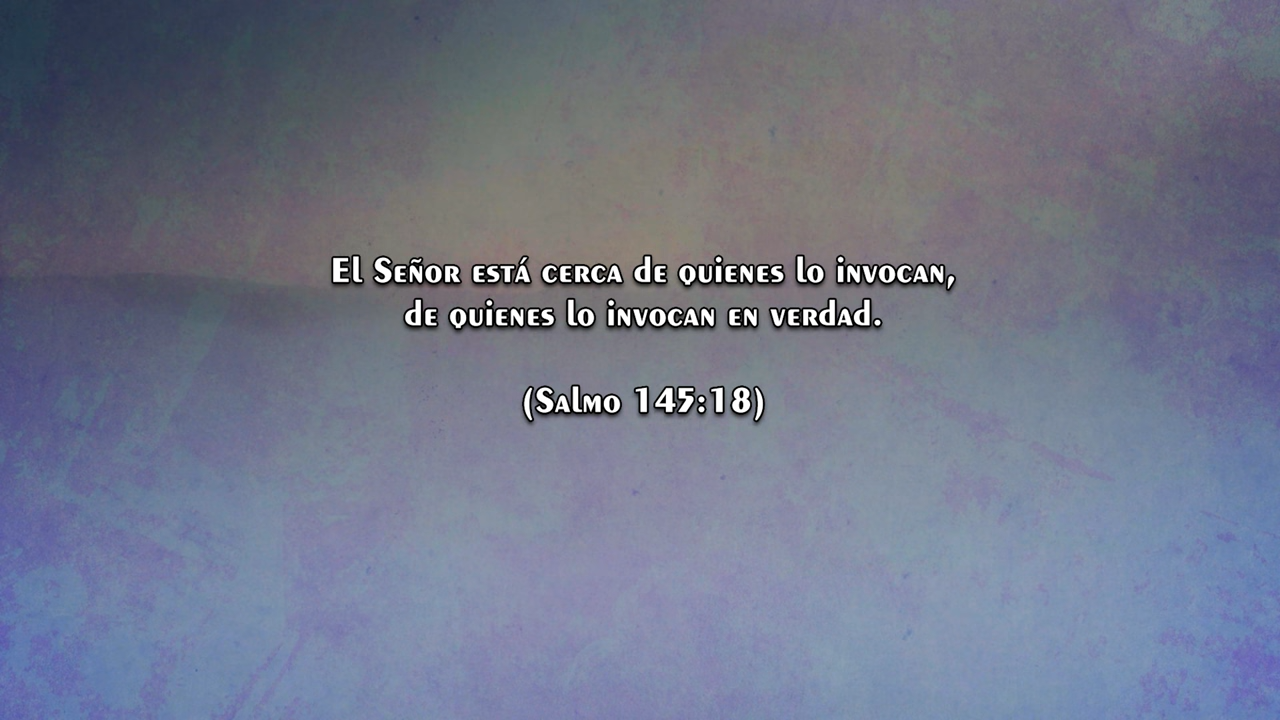 El Señor está cerca de quienes lo invocan,
de quienes lo invocan en verdad.
(Salmo 145:18)